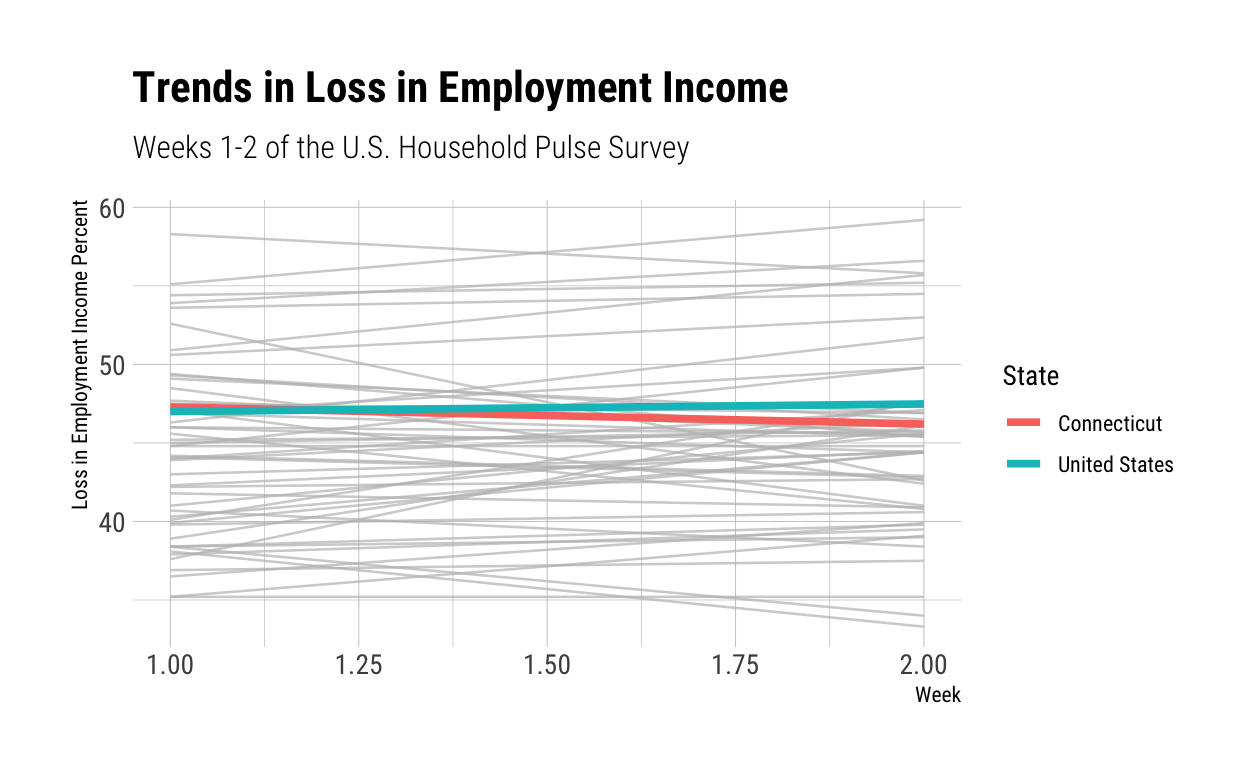 Trends in Loss in Employment Income
Weeks 1-2 of the U.S. Household Pulse Survey
Loss in Employment Income Percent
60
50
40
1.00 1.25 1.50 1.75 2.00
Week
State
Connecticut
United States